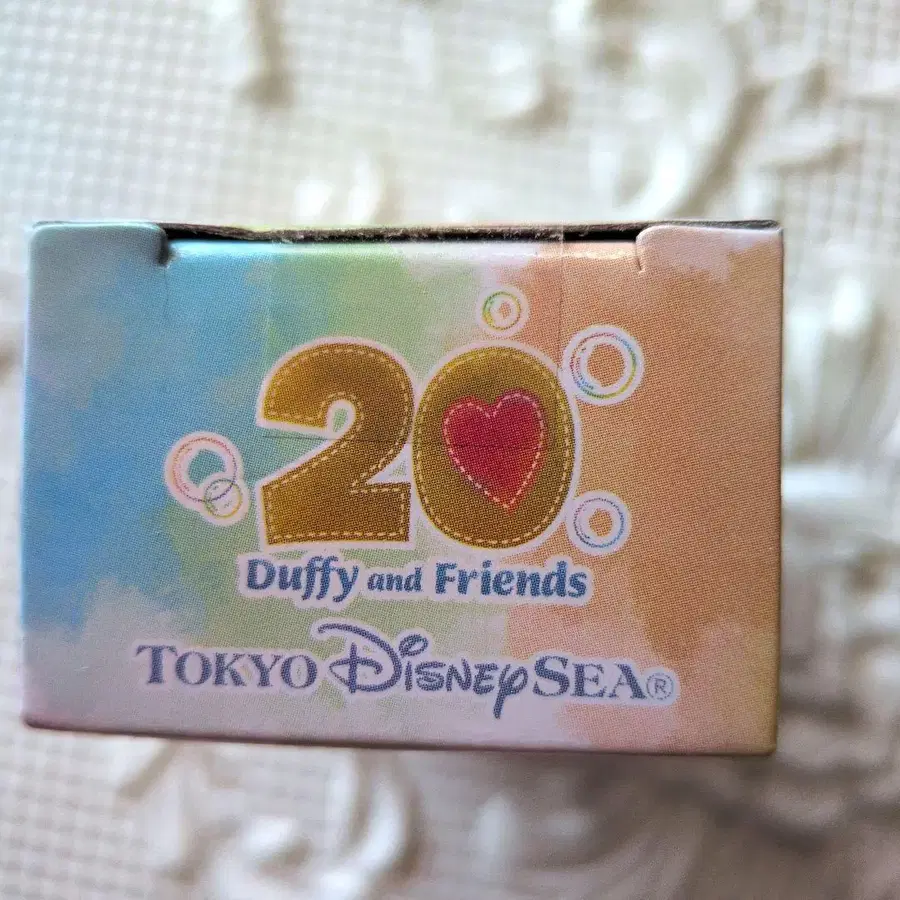 20
Duffy and Friends
TOKYO DISNEYSEA®